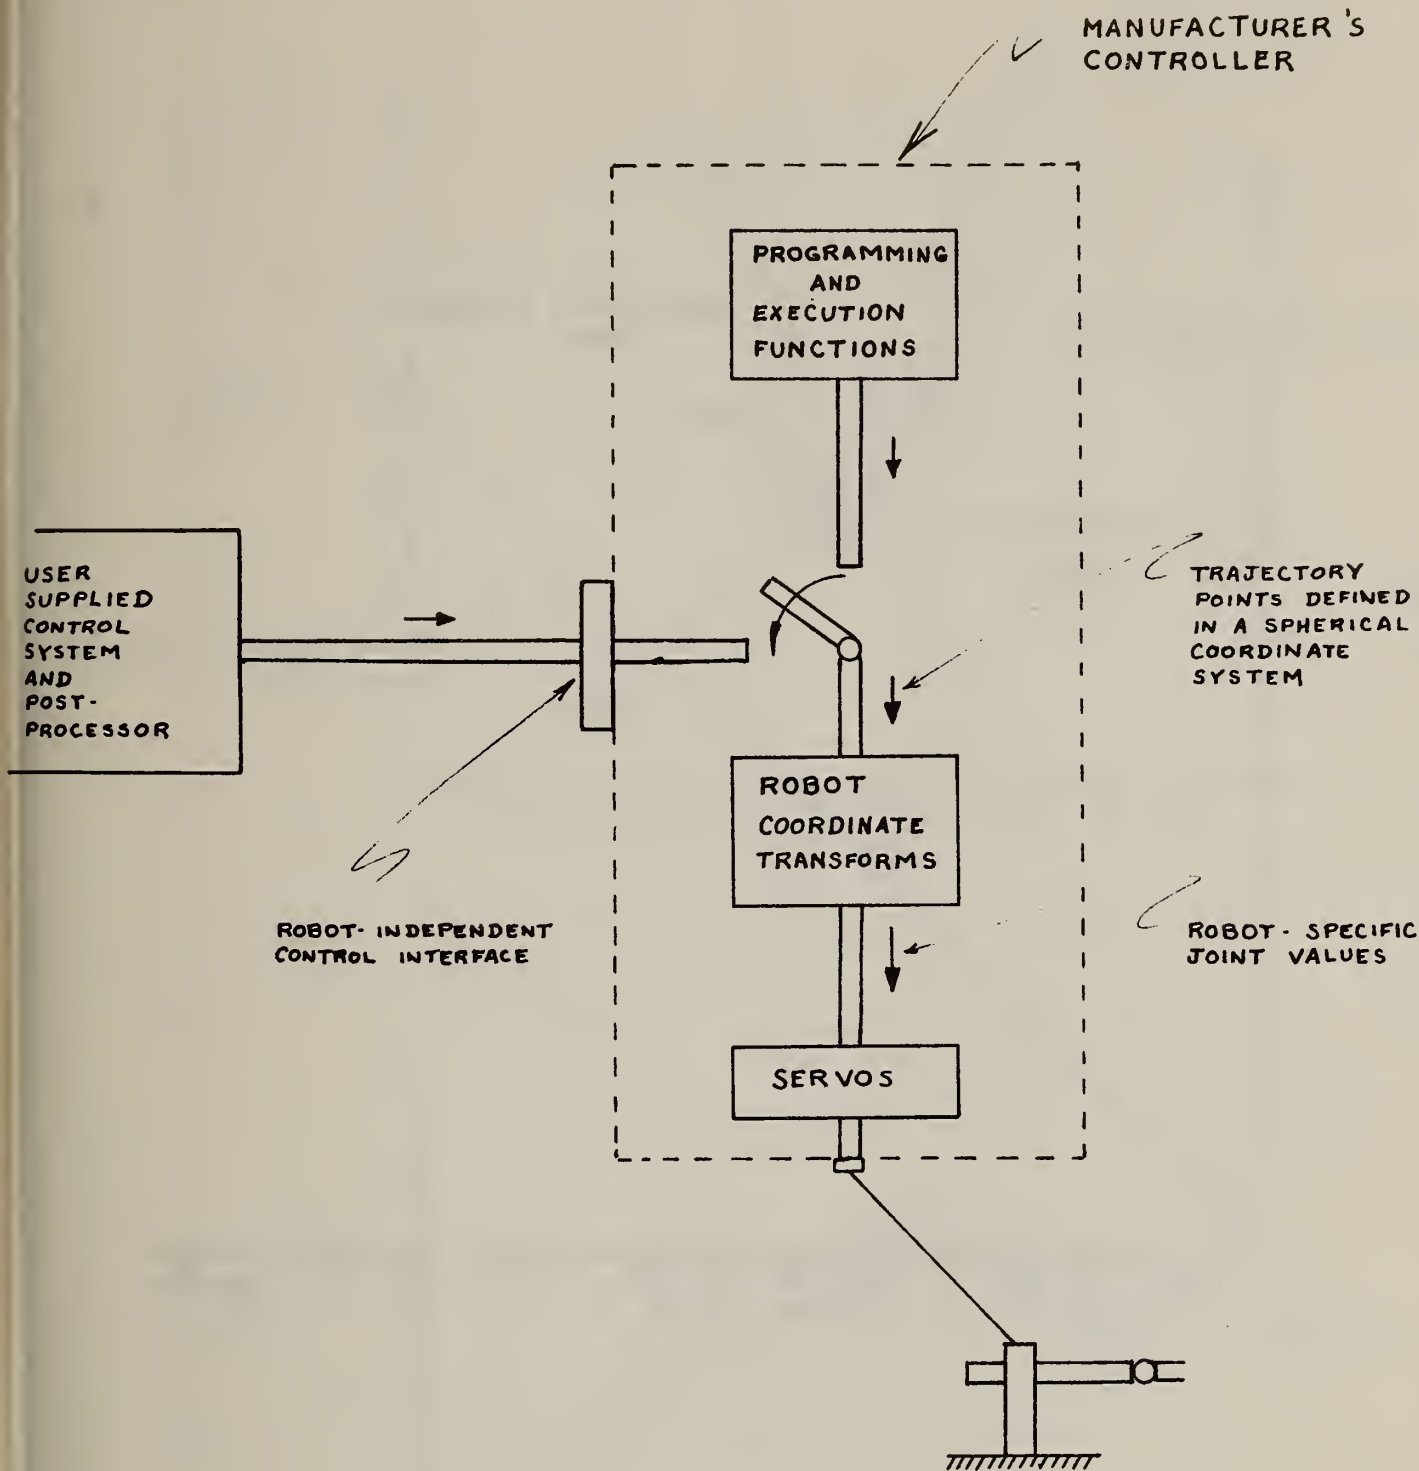 MANUFACTURER'S
CONTROLLER
PROGRAMMING
AND
EXECUTION
FUNCTIONS
USER
SUPPLIED
CONTROL
SYSTEM
AND
POST-
PROCESSOR
TRAJECTORY
POINTS DEFINED
IN A SPHERICAL
COORDINATE
SYSTEM
ROBOT
COORDINATE
TRANSFORMS
ROBOT-INDEPENDENT
CONTROL INTERFACE
ROBOT-SPECIFIC
JOINT VALUES
SERVOS